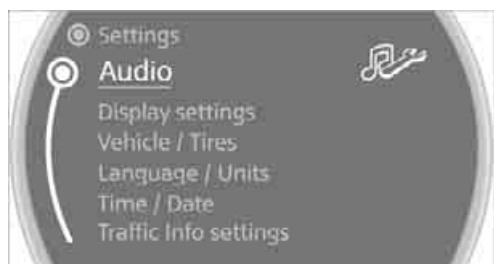 Settings
Audio
Display settings
Vehicle / Tires
Language / Units
Time / Date
Traffic Info settings